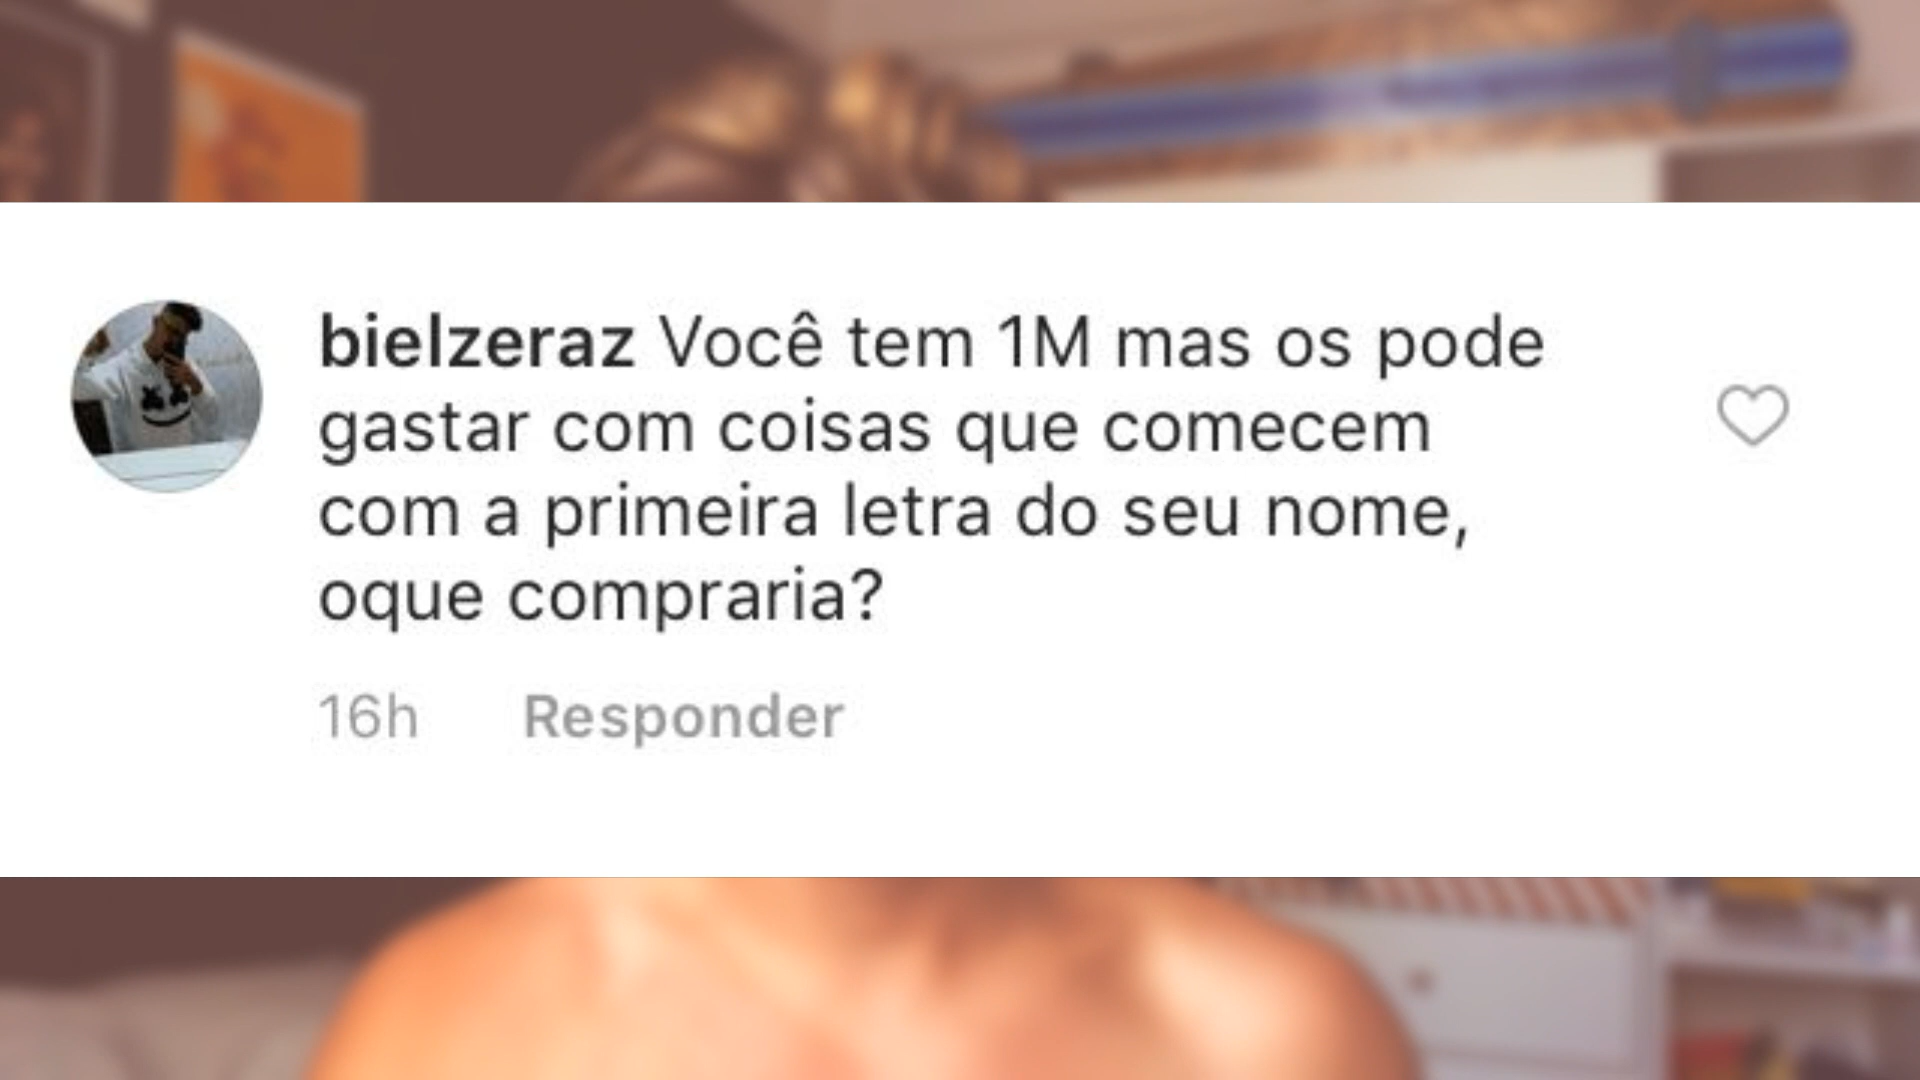 bielzeraz Você tem 1M mas os pode
gastar com coisas que comecem
com a primeira letra do seu nome,
oque compraria?
16h Responder